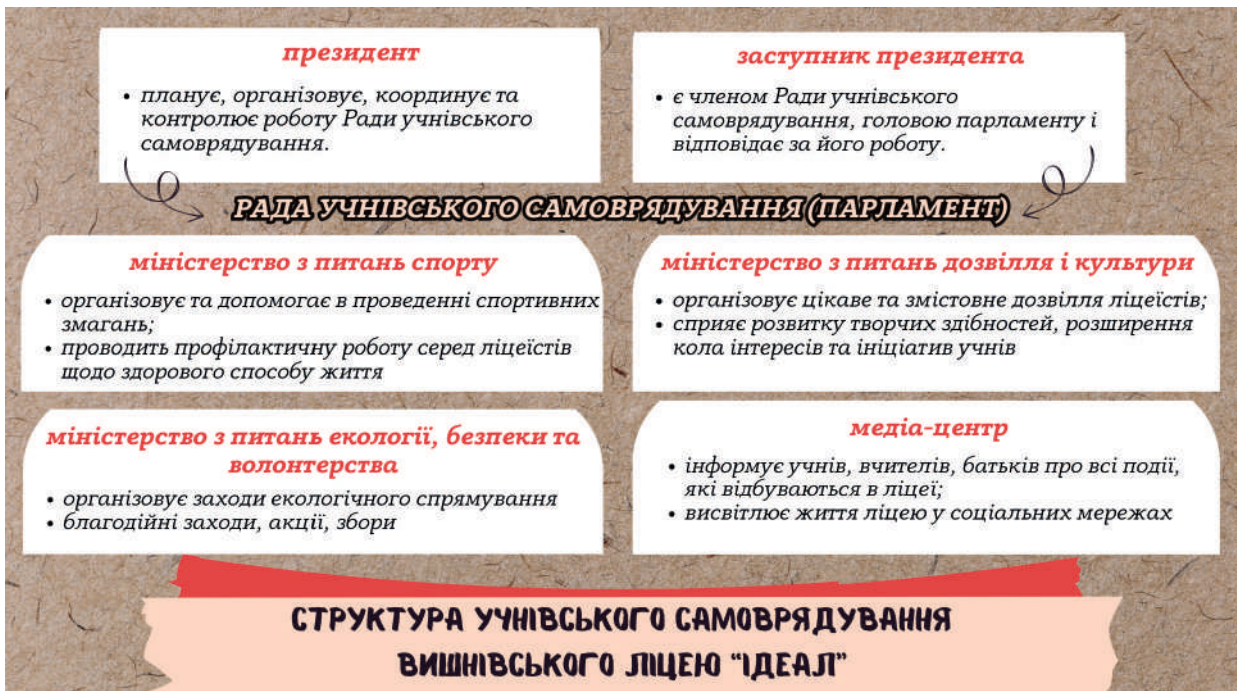 президент
• планує, організовує, координує та
контролює роботу Ради учнівського
самоврядування.
заступник президента
• є членом Ради учнівського
самоврядування, головою парламенту і
відповідає за його роботу.
РАДА УЧНІВСЬКОГО САМОВРЯДУВАННЯ (ПАРЛАМЕНТ)
міністерство з питань спорту
• організовує та допомагає в проведенні спортивних
змагань;
• проводить профілактичну роботу серед ліцеїстів
щодо здорового способу життя
міністерство з питань дозвілля і культури
• організовує цікаве та змістовне дозвілля ліцеїстів;
• сприяє розвитку творчих здібностей, розширення
кола інтересів та ініціатив учнів
міністерство з питань екології, безпеки та
волонтерства
• організовує заходи екологічного спрямування
• благодійні заходи, акції, збори
медіа-центр
• інформує учнів, вчителів, батьків про всі події,
які відбуваються в ліцеї;
• висвітлює життя ліцею у соціальних мережах
СТРУКТУРА УЧНІВСЬКОГО САМОВРЯДУВАННЯ
ВИШНІВСЬКОГО ЛІЦЕЮ “ІДЕАЛ”